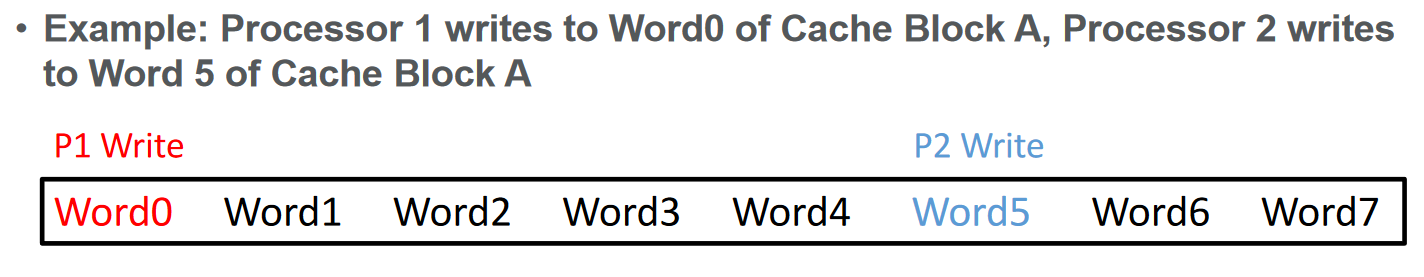 • Example: Processor 1 writes to Word0 of Cache Block A, Processor 2 writes
to Word 5 of Cache Block A
P1 Write P2 Write
Word0 Word1 Word2 Word3 Word4 Word5 Word6 Word7